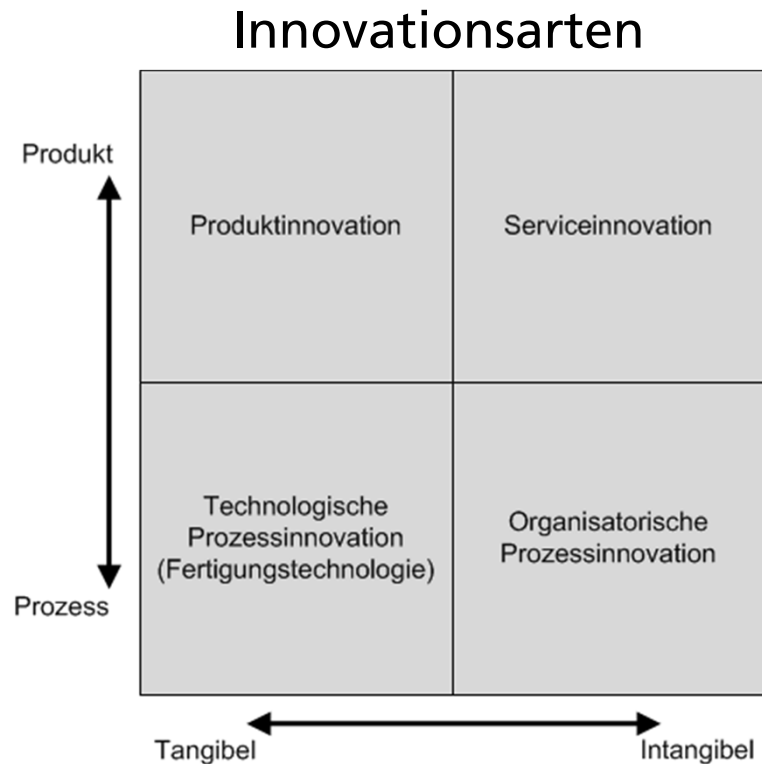 Innovationsarten
Produkt
Produktinnovation
Serviceinnovation
Technologische
Prozessinnovation
(Fertigungstechnologie)
Organisatorische
Prozessinnovation
Prozess
Tangibel
Intangibel